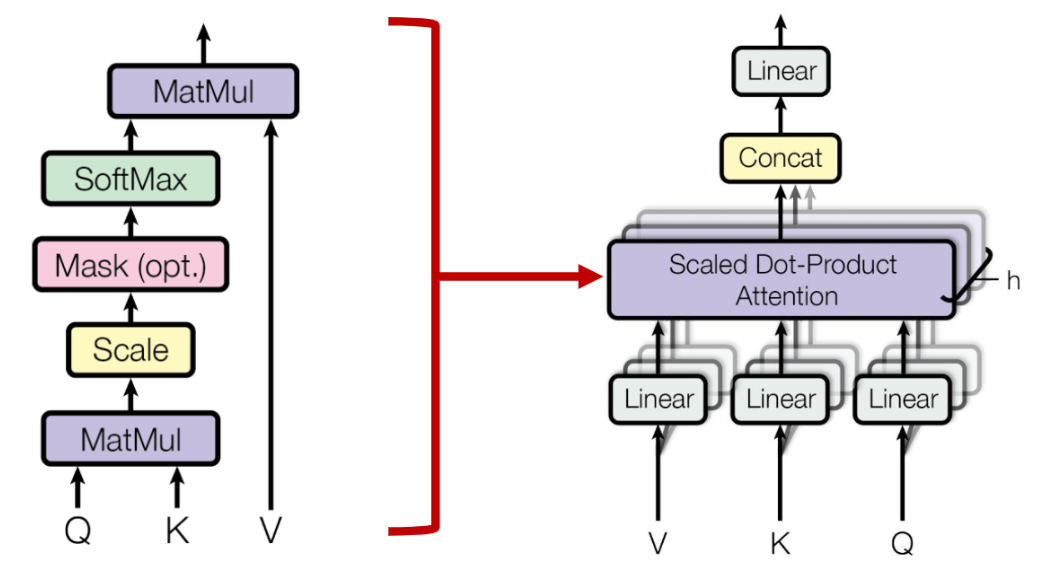 MatMul
SoftMax
Mask (opt.)
Scale
MatMul
Q K V
Linear
Concat
Scaled Dot-Product
Attention
h
Linear Linear Linear
V K Q